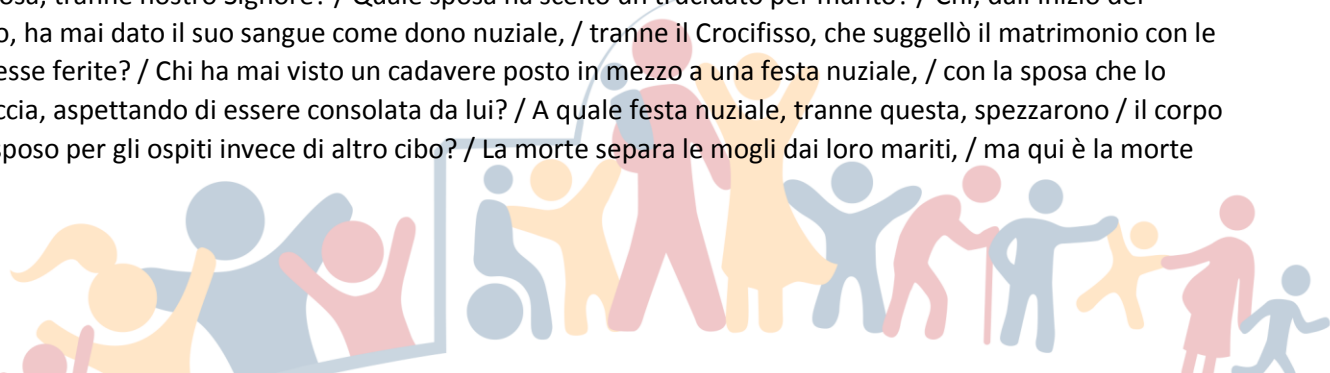 osa, tranne nostro Signore? / Quale sposa ha scelto un trucidato per marito? / Chi, dall'inizio del
o, ha mai dato il suo sangue come dono nuziale, / tranne il Crocifisso, che suggellò il matrimonio con le
esse ferite? / Chi ha mai visto un cadavere posto in mezzo a una festa nuziale, / con la sposa che lo
ccia, aspettando di essere consolata da lui? / A quale festa nuziale, tranne questa, spezzarono / il corpo
sposo per gli ospiti invece di altro cibo? / La morte separa le mogli dai loro mariti, / ma qui è la morte